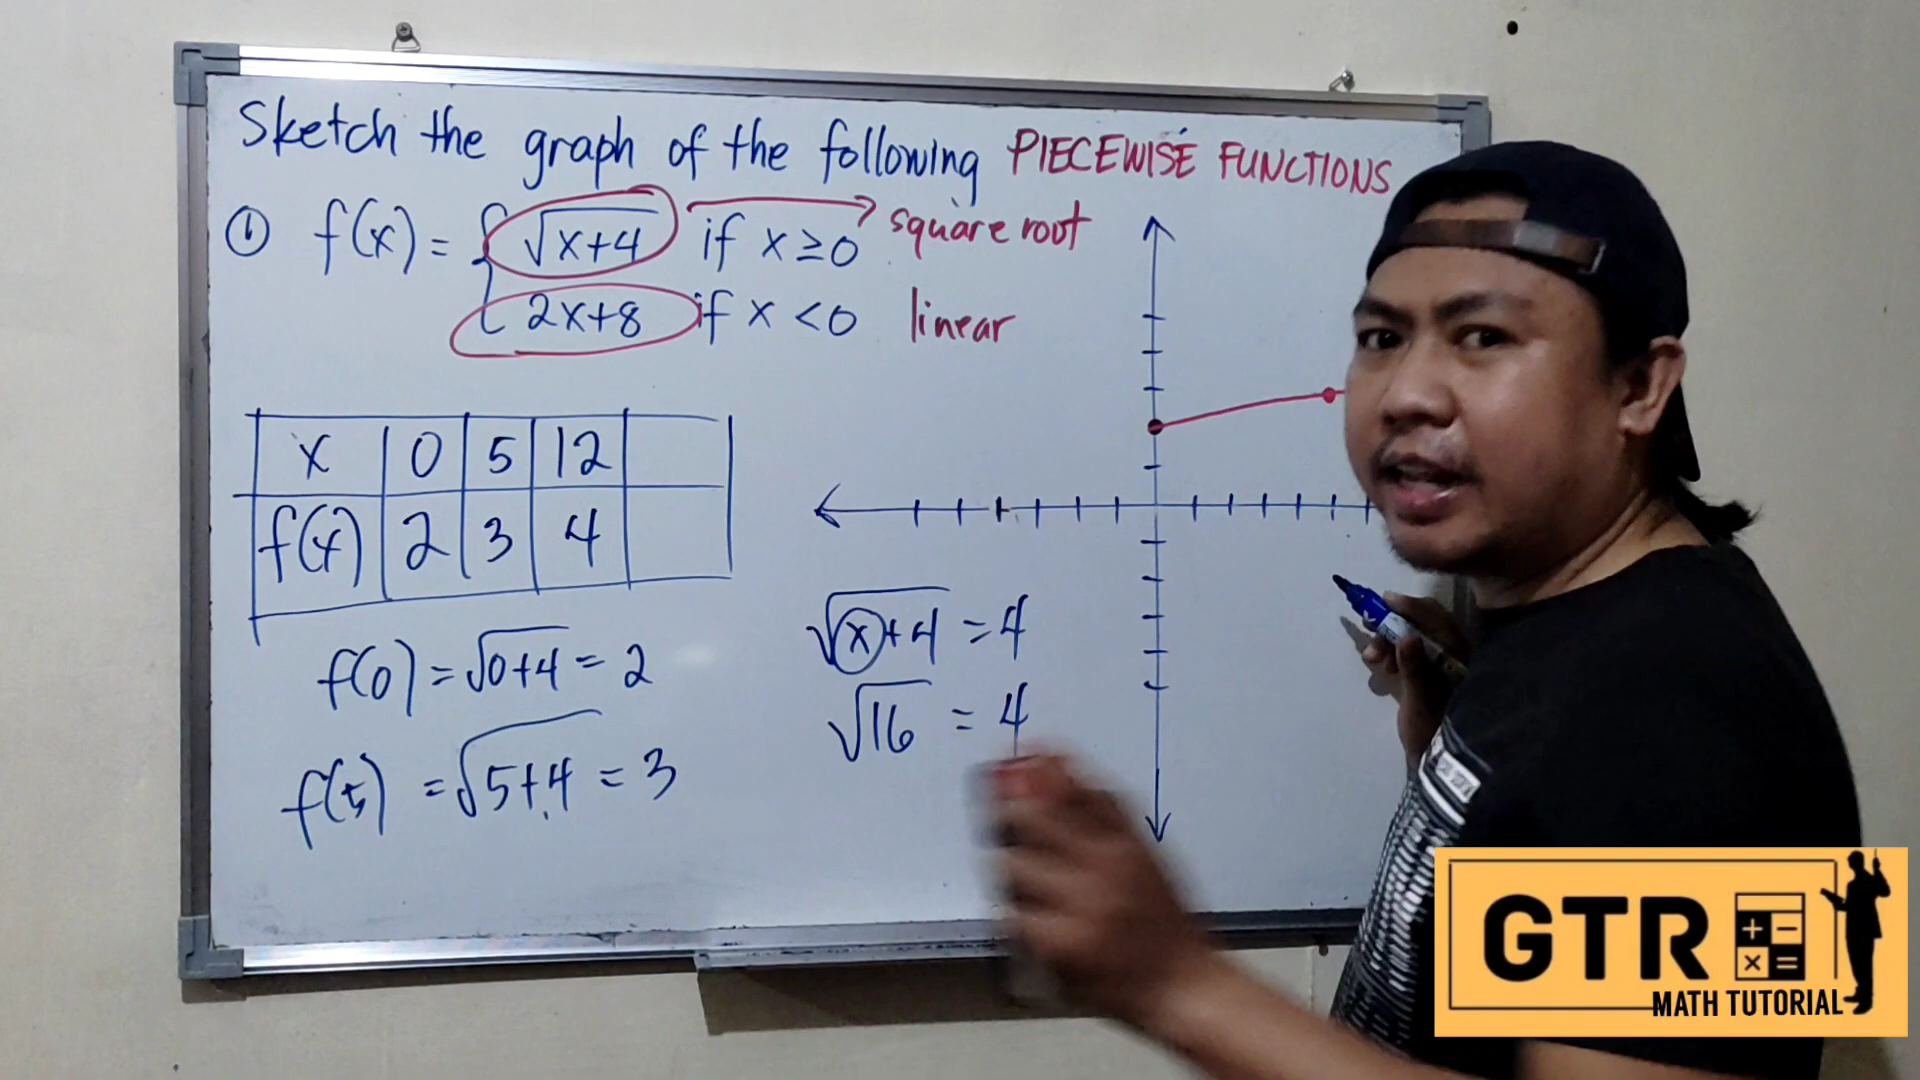 Sketch the graph of the following PIECEWISE FUNCTIONS
① f(x) = { √(x+4) if x ≥ 0 square root
2x+8 if x < 0 linear
x 0 5 12
f(x) 2 3 4
f(0) = √(0+4) = 2
f(5) = √(5+4) = 3
√(x+4) = 4
√16 = 4
GTR
+ − × =
MATH TUTORIAL